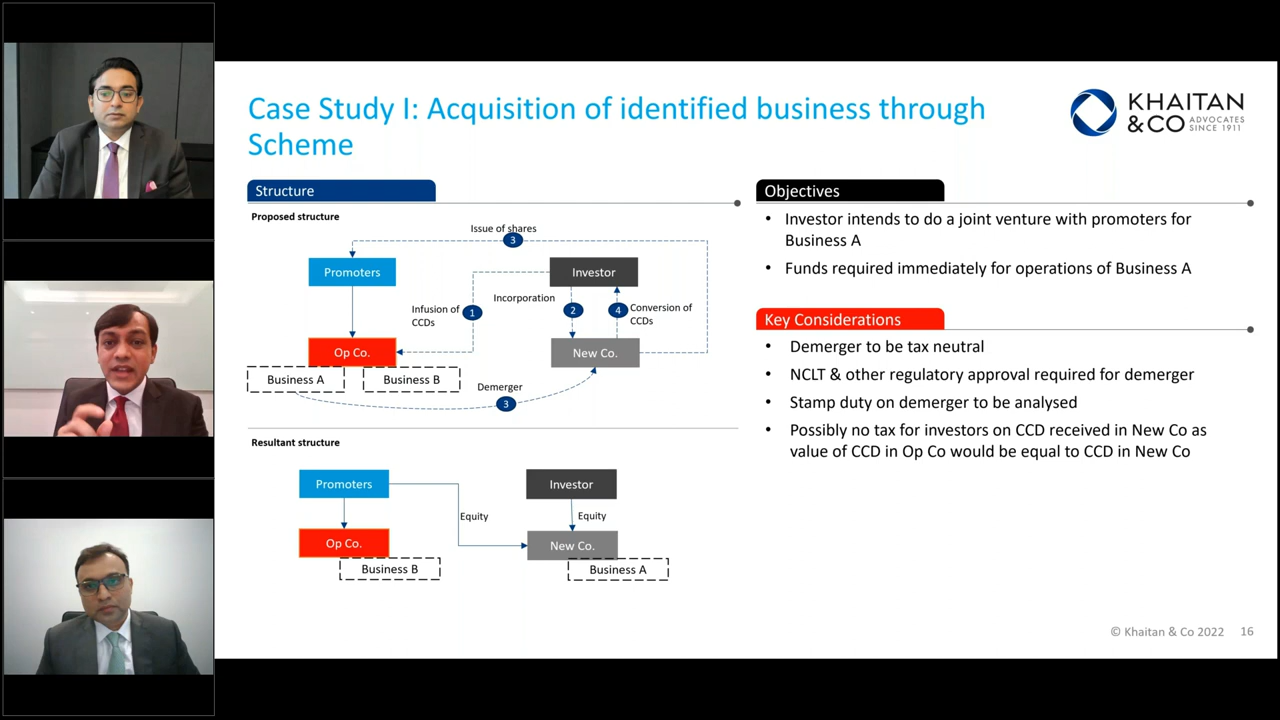 Case Study I: Acquisition of identified business through
Scheme
KHAITAN
& CO ADVOCATES
SINCE 1911
Structure
Proposed structure
Issue of shares
3
Promoters
Investor
Infusion of
CCDs
1
Incorporation
2
4
Conversion of
CCDs
Op Co.
New Co.
Business A
Business B
Demerger
3
Resultant structure
Promoters
Investor
Equity
Equity
Op Co.
New Co.
Business B
Business A
Objectives
• Investor intends to do a joint venture with promoters for
Business A
• Funds required immediately for operations of Business A
Key Considerations
• Demerger to be tax neutral
• NCLT & other regulatory approval required for demerger
• Stamp duty on demerger to be analysed
• Possibly no tax for investors on CCD received in New Co as
value of CCD in Op Co would be equal to CCD in New Co
© Khaitan & Co 2022 16